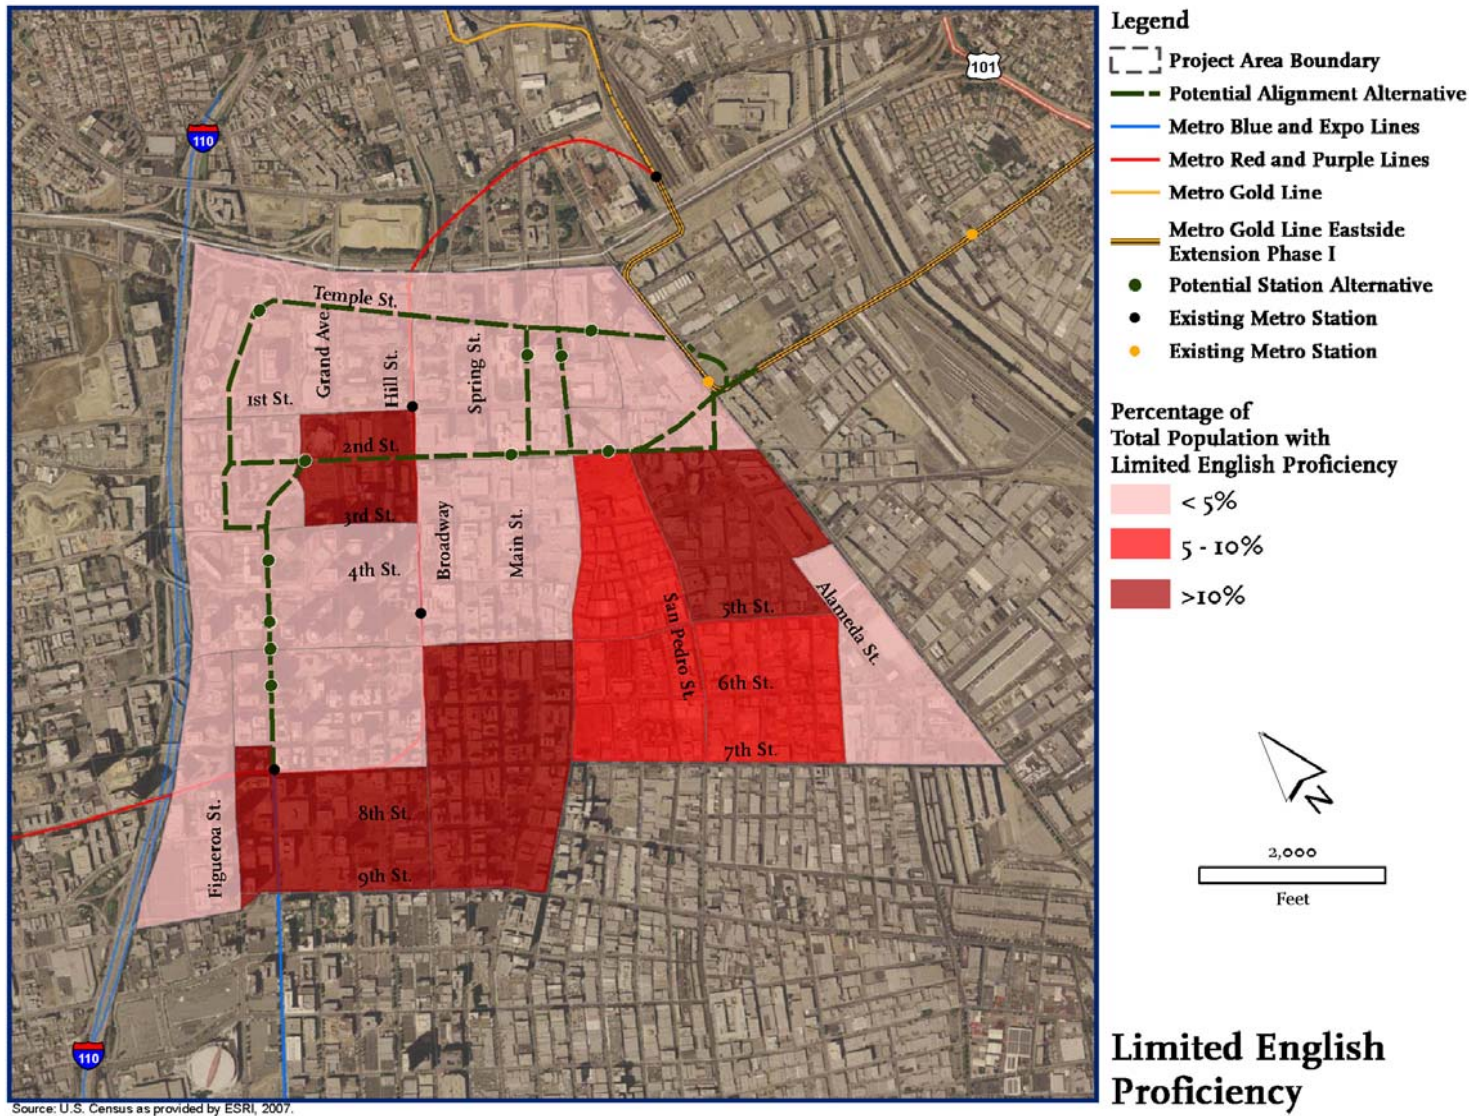 101
110
Temple St.
Grand Ave.
Hill St.
Spring St.
1st St.
2nd St.
3rd St.
Broadway
Main St.
4th St.
San Pedro St.
5th St.
Alameda St.
6th St.
7th St.
Figueroa St.
8th St.
9th St.
110
Source: U.S. Census as provided by ESRI, 2007.
Legend
Project Area Boundary
Potential Alignment Alternative
Metro Blue and Expo Lines
Metro Red and Purple Lines
Metro Gold Line
Metro Gold Line Eastside
Extension Phase I
Potential Station Alternative
Existing Metro Station
Existing Metro Station
Percentage of
Total Population with
Limited English Proficiency
< 5%
5 - 10%
>10%
N
2,000
Feet
Limited English
Proficiency